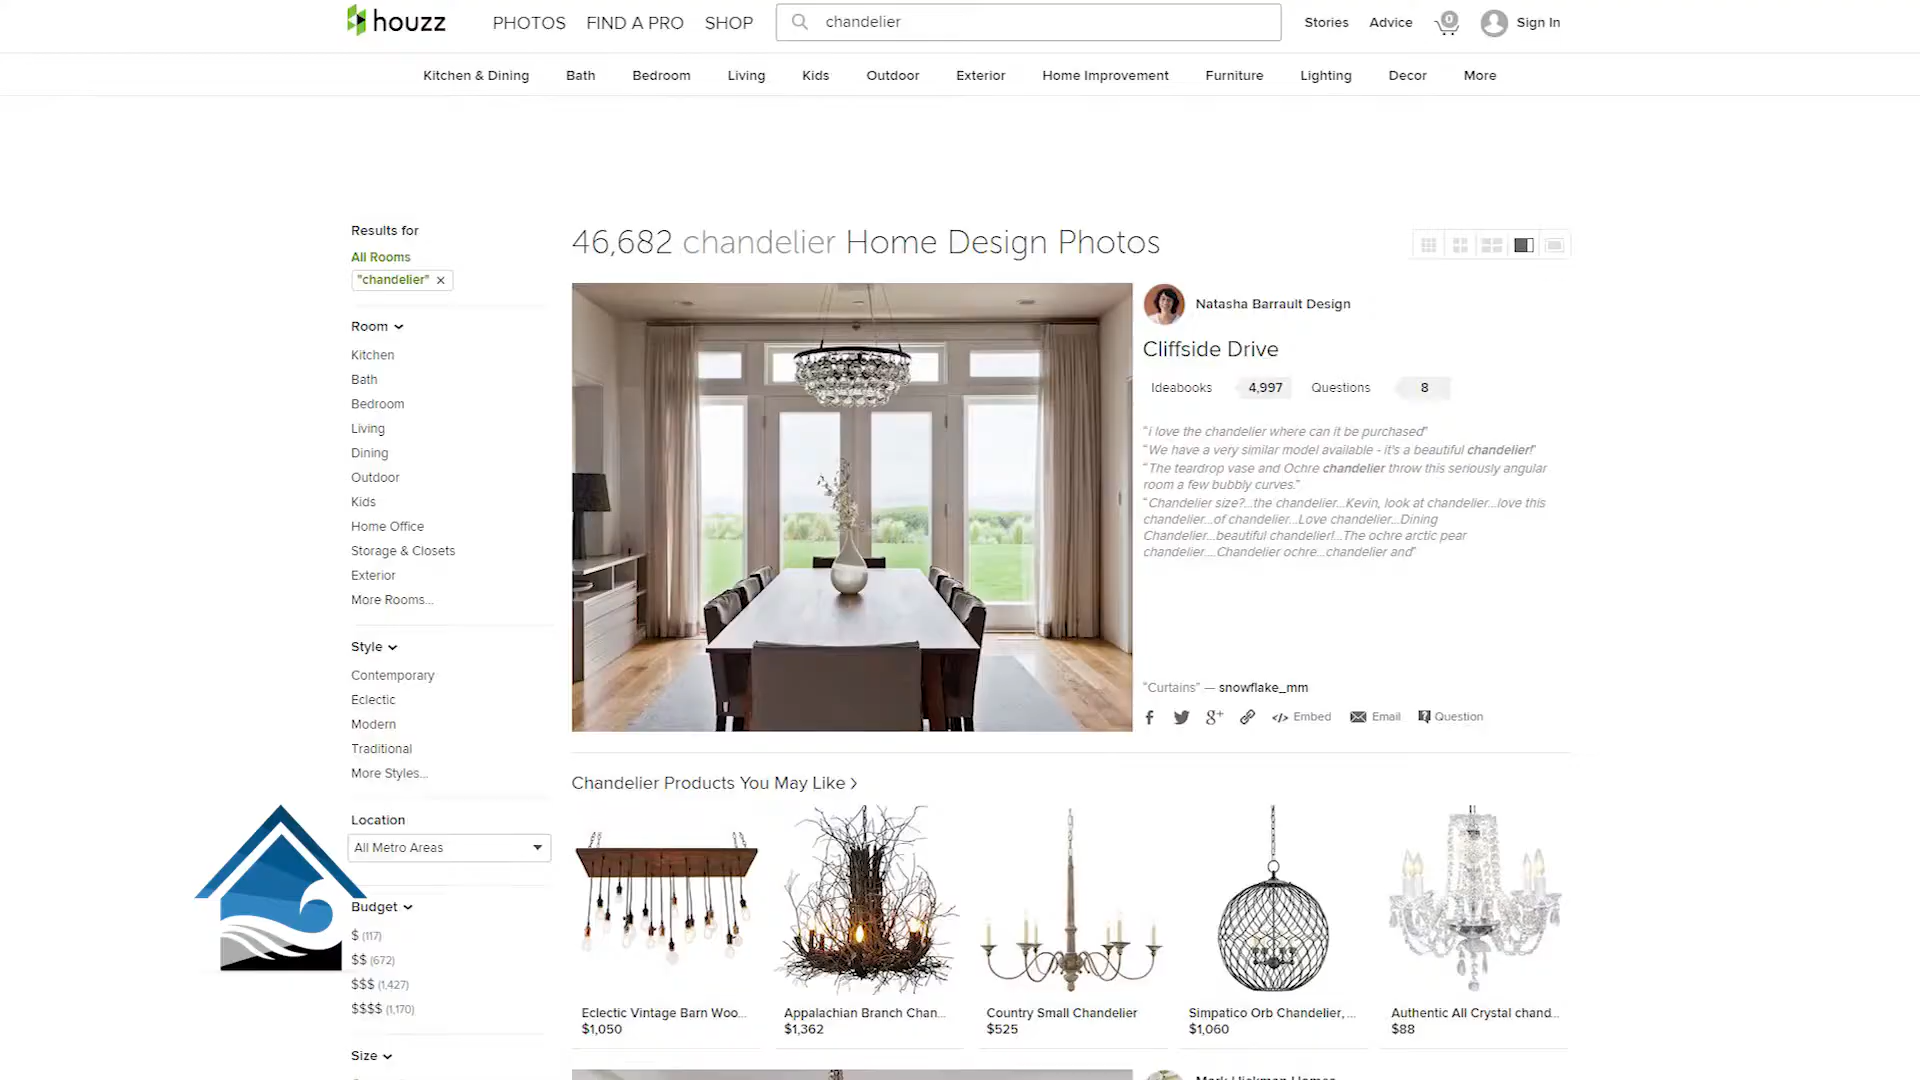 houzz
PHOTOS FIND A PRO SHOP
chandelier
Stories Advice 0 Sign In
Kitchen & Dining Bath Bedroom Living Kids Outdoor Exterior Home Improvement Furniture Lighting Decor More
Results for
All Rooms
"chandelier" ×
Room
Kitchen
Bath
Bedroom
Living
Dining
Outdoor
Kids
Home Office
Storage & Closets
Exterior
More Rooms...
Style
Contemporary
Eclectic
Modern
Traditional
More Styles...
Location
All Metro Areas
Budget
$ (117)
$$ (672)
$$$ (1,427)
$$$$ (1,170)
Size
46,682 chandelier Home Design Photos
Natasha Barrault Design
Cliffside Drive
Ideabooks 4,997 Questions 8
"i love the chandelier where can it be purchased"
"We have a very similar model available - it's a beautiful chandelier!"
"The teardrop vase and Ochre chandelier throw this seriously angular
room a few bubbly curves."
"Chandelier size?...the chandelier...Kevin, look at chandelier...love this
chandelier...of chandelier...Love chandelier...Dining
Chandelier...beautiful chandelier!...The ochre arctic pear
chandelier....Chandelier ochre...chandelier and"
"Curtains" — snowflake_mm
</> Embed Email Question
Chandelier Products You May Like >
Eclectic Vintage Barn Woo...
$1,050
Appalachian Branch Chan...
$1,362
Country Small Chandelier
$525
Simpatico Orb Chandelier, ...
$1,060
Authentic All Crystal chand...
$88